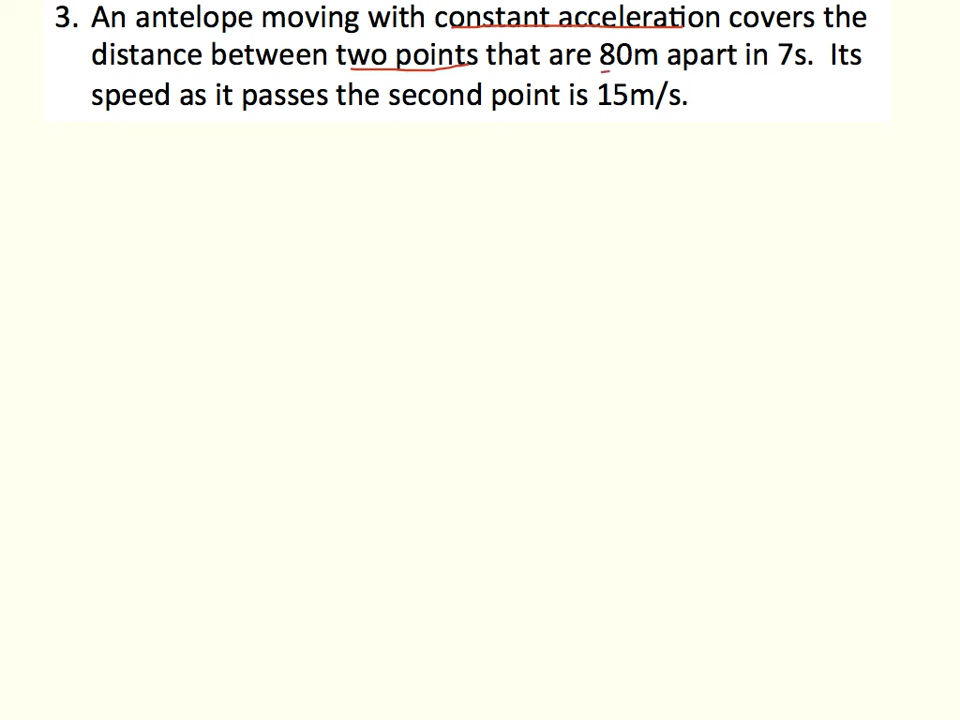 3. An antelope moving with constant acceleration covers the
distance between two points that are 80m apart in 7s. Its
speed as it passes the second point is 15m/s.